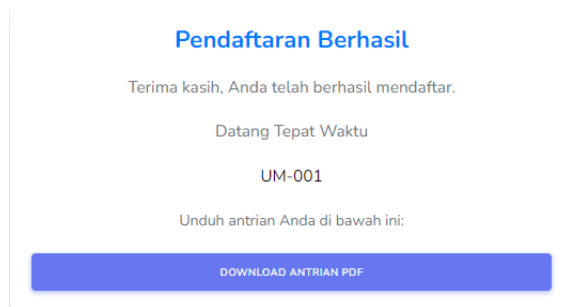 Pendaftaran Berhasil
Terima kasih, Anda telah berhasil mendaftar.
Datang Tepat Waktu
UM-001
Unduh antrian Anda di bawah ini:
DOWNLOAD ANTRIAN PDF